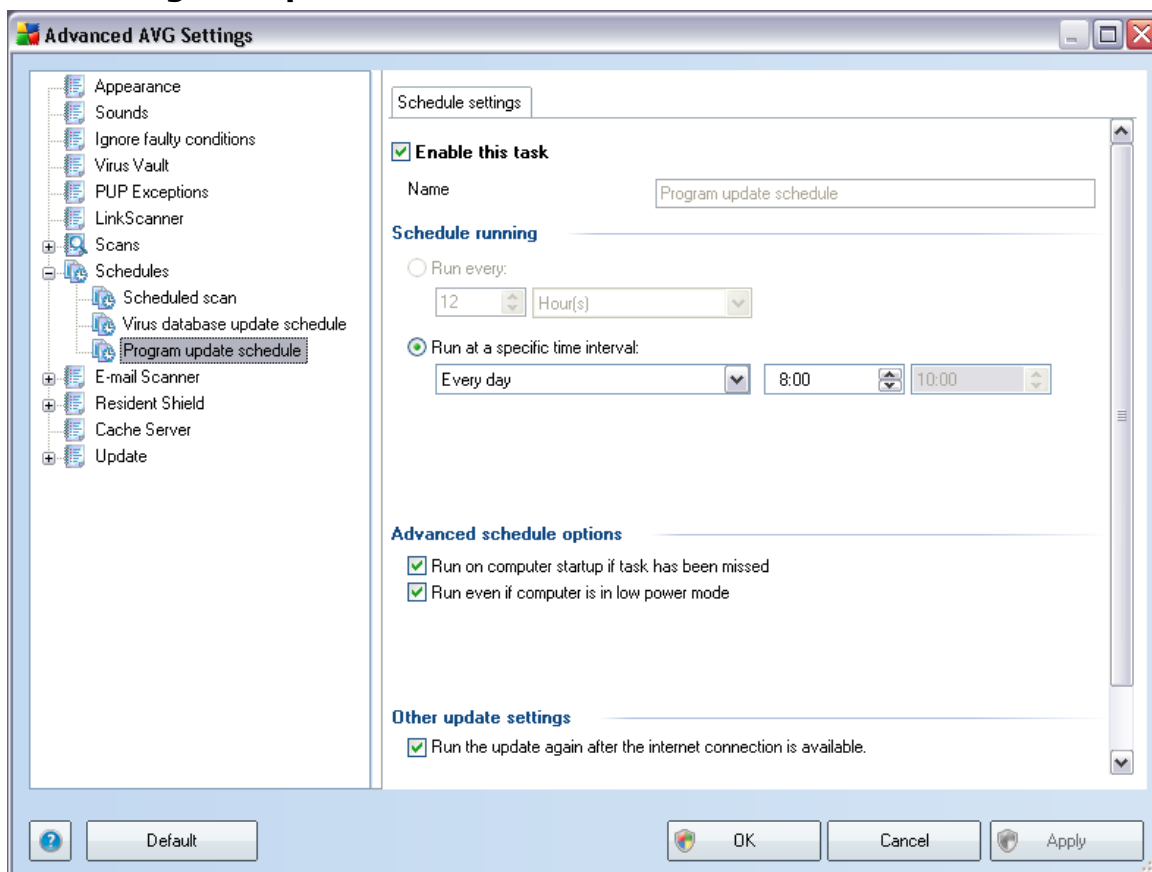 Advanced AVG Settings
Appearance
Sounds
Ignore faulty conditions
Virus Vault
PUP Exceptions
LinkScanner
Scans
Schedules
Scheduled scan
Virus database update schedule
Program update schedule
E-mail Scanner
Resident Shield
Cache Server
Update
Schedule settings
Enable this task
Name
Program update schedule
Schedule running
Run every:
12 Hour(s)
Run at a specific time interval:
Every day 8:00 10:00
Advanced schedule options
Run on computer startup if task has been missed
Run even if computer is in low power mode
Other update settings
Run the update again after the internet connection is available.
? Default OK Cancel Apply